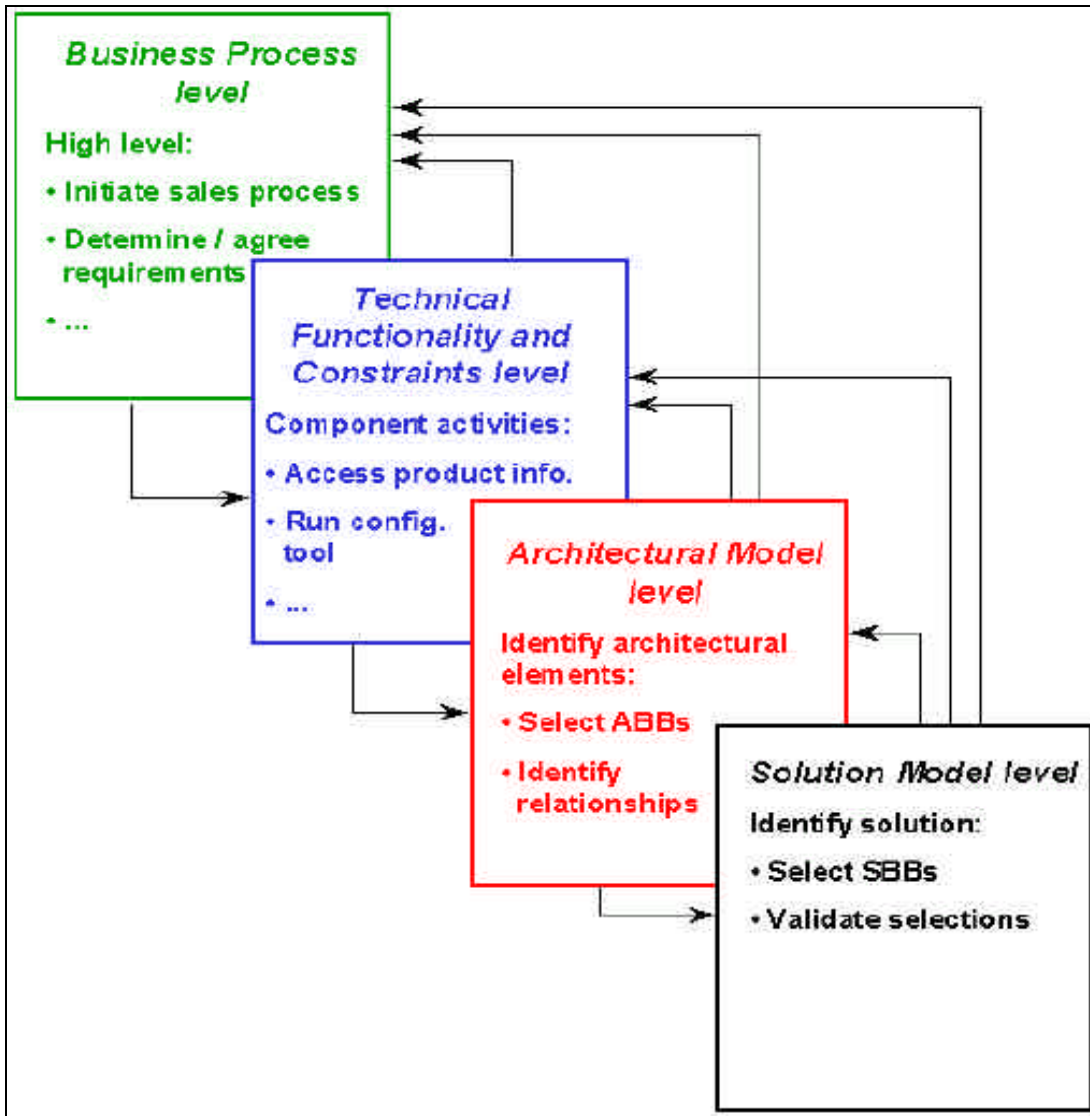 Business Process
level
High level:
• Initiate sales process
• Determine / agree
requirements
• ...
Technical
Functionality and
Constraints level
Component activities:
• Access product info.
• Run config.
tool
• ...
Architectural Model
level
Identify architectural
elements:
• Select ABBs
• Identify
relationships
Solution Model level
Identify solution:
• Select SBBs
• Validate selections